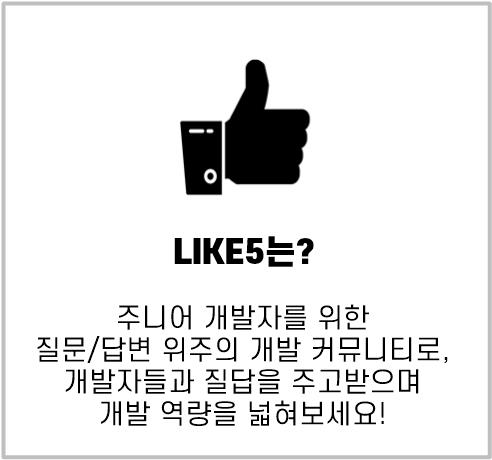 LIKE5는?
주니어 개발자를 위한
질문/답변 위주의 개발 커뮤니티로,
개발자들과 질답을 주고받으며
개발 역량을 넓혀보세요!